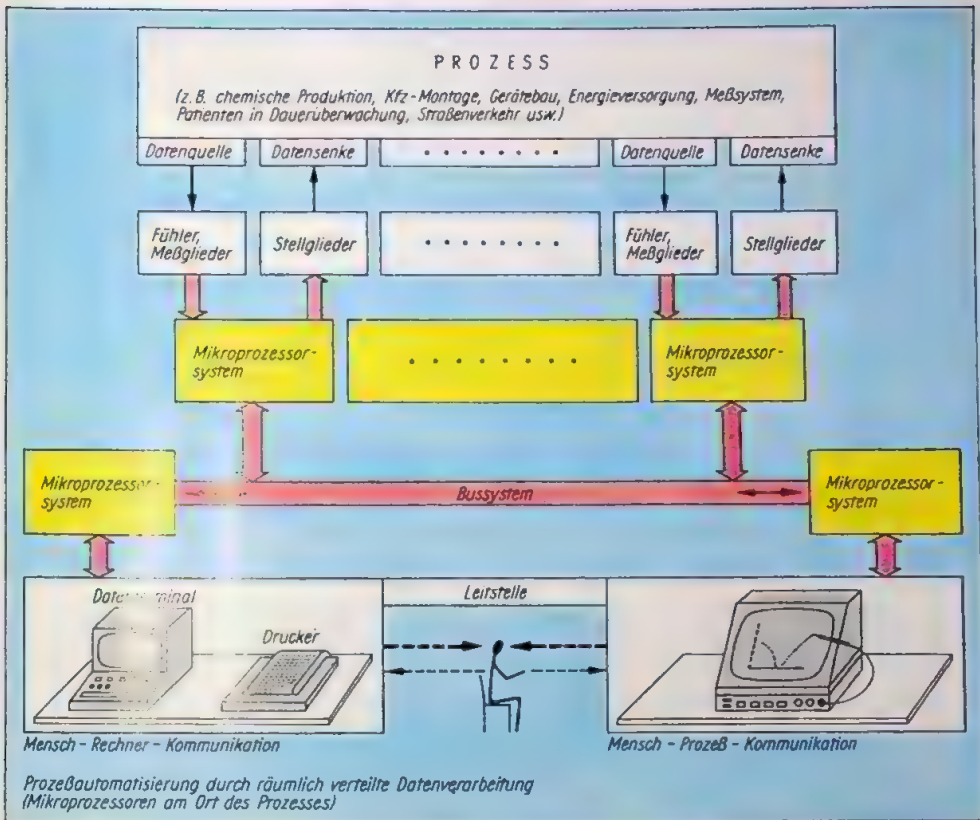 PROZESS
(z. B. chemische Produktion, Kfz-Montage, Gerätebau, Energieversorgung, Meßsystem,
Patienten in Dauerüberwachung, Straßenverkehr usw.)
Datenquelle Datensenke . . . . . . . . Datenquelle Datensenke
Fühler, Meßglieder
Stellglieder
. . . . . . . .
Fühler, Meßglieder
Stellglieder
Mikroprozessor-
system
. . . . . . . .
Mikroprozessor-
system
Mikroprozessor-
system
Bussystem
Mikroprozessor-
system
Leitstelle
Drucker
Mensch - Rechner - Kommunikation
Mensch - Prozeß - Kommunikation
Prozeßautomatisierung durch räumlich verteilte Datenverarbeitung
(Mikroprozessoren am Ort des Prozesses)